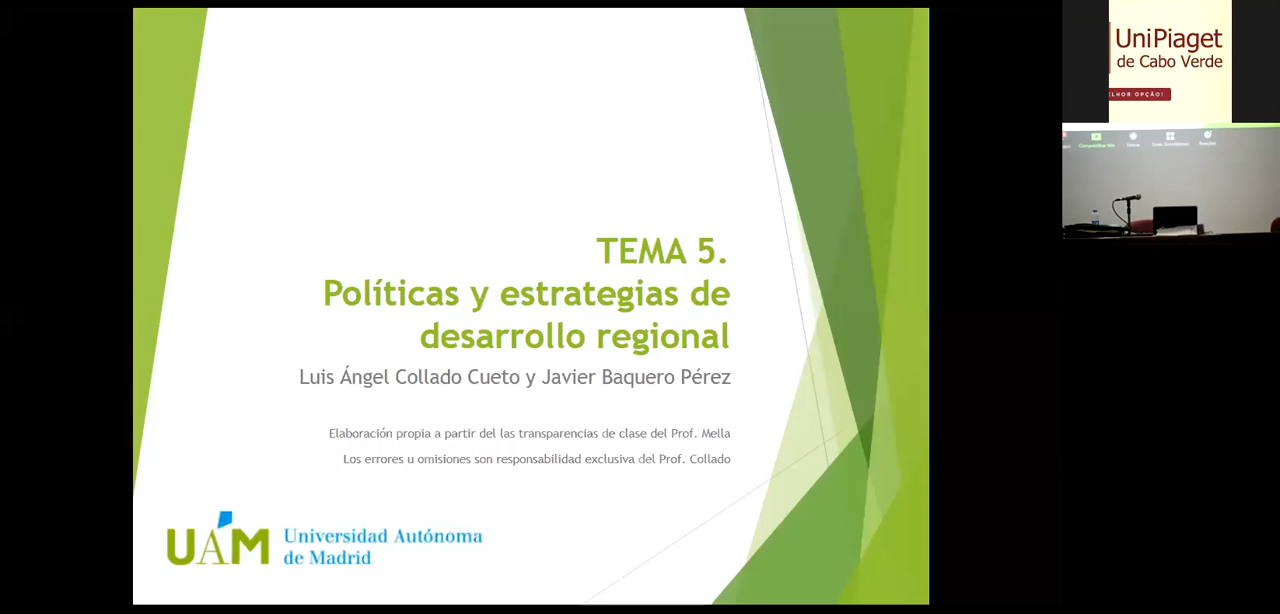 TEMA 5.
Políticas y estrategias de
desarrollo regional
Luis Ángel Collado Cueto y Javier Baquero Pérez
Elaboración propia a partir del las transparencias de clase del Prof. Mella
Los errores u omisiones son responsabilidad exclusiva del Prof. Collado
UAM Universidad Autónoma
de Madrid
UniPiaget
de Cabo Verde
ELHOR OPÇÃO!